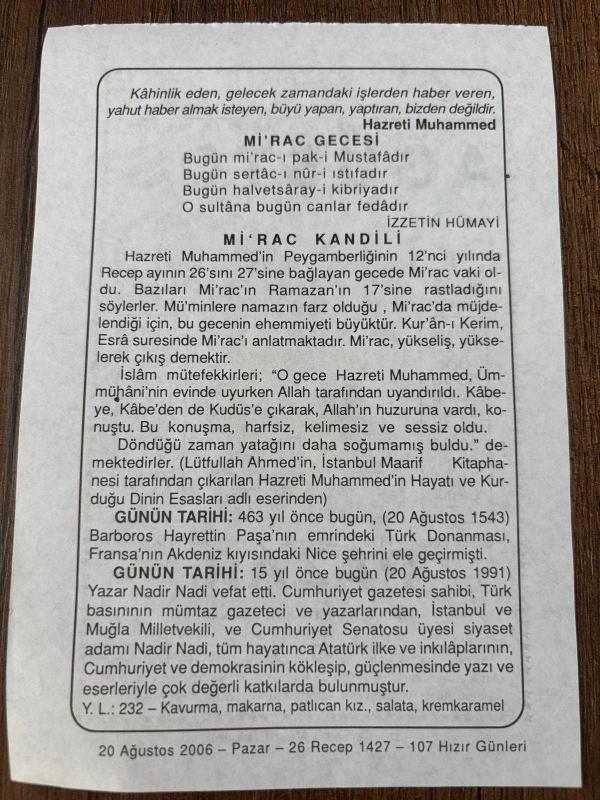 Kâhinlik eden, gelecek zamandaki işlerden haber veren,
yahut haber almak isteyen, büyü yapan, yaptıran, bizden değildir.
Hazreti Muhammed
Mİ'RAC GECESİ
Bugün mi'rac-ı pak-i Mustafâdır
Bugün sertâc-ı nûr-i ıstıfadır
Bugün halvetsâray-i kibriyadır
O sultâna bugün canlar fedâdır
İZZETİN HÜMAYİ
Mİ'RAC KANDİLİ
Hazreti Muhammed'in Peygamberliğinin 12'nci yılında
Recep ayının 26'sını 27'sine bağlayan gecede Mi'rac vaki ol-
du. Bazıları Mi'rac'ın Ramazan'ın 17'sine rastladığını
söylerler. Mü'minlere namazın farz olduğu , Mi'rac'da müjde-
lendiği için, bu gecenin ehemmiyeti büyüktür. Kur'ân-ı Kerim,
Esrâ suresinde Mi'rac'ı anlatmaktadır. Mi'rac, yükseliş, yükse-
lerek çıkış demektir.
İslâm mütefekkirleri; "O gece Hazreti Muhammed, Üm-
mühâni'nin evinde uyurken Allah tarafından uyandırıldı. Kâbe-
ye, Kâbe'den de Kudüs'e çıkarak, Allah'ın huzuruna vardı, ko-
nuştu. Bu konuşma, harfsiz, kelimesiz ve sessiz oldu.
Döndüğü zaman yatağını daha soğumamış buldu." de-
mektedirler. (Lütfullah Ahmed'in, İstanbul Maarif Kitapha-
nesi tarafından çıkarılan Hazreti Muhammed'in Hayatı ve Kur-
duğu Dinin Esasları adlı eserinden)
GÜNÜN TARİHİ: 463 yıl önce bugün, (20 Ağustos 1543)
Barboros Hayrettin Paşa'nın emrindeki Türk Donanması,
Fransa'nın Akdeniz kıyısındaki Nice şehrini ele geçirmişti.
GÜNÜN TARİHİ: 15 yıl önce bugün (20 Ağustos 1991)
Yazar Nadir Nadi vefat etti. Cumhuriyet gazetesi sahibi, Türk
basınının mümtaz gazeteci ve yazarlarından, İstanbul ve
Muğla Milletvekili, ve Cumhuriyet Senatosu üyesi siyaset
adamı Nadir Nadi, tüm hayatınca Atatürk ilke ve inkılâplarının,
Cumhuriyet ve demokrasinin kökleşip, güçlenmesinde yazı ve
eserleriyle çok değerli katkılarda bulunmuştur.
Y. L.: 232 – Kavurma, makarna, patlıcan kız., salata, kremkaramel
20 Ağustos 2006 – Pazar – 26 Recep 1427 – 107 Hızır Günleri